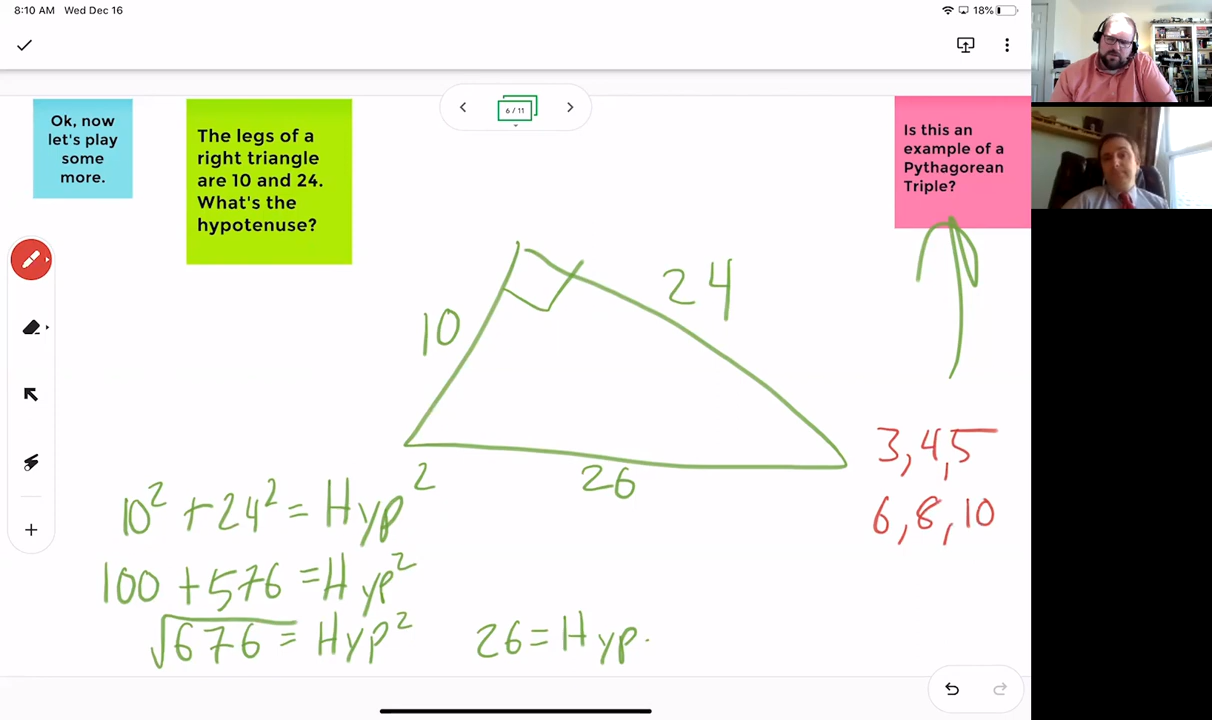 8:10 AM Wed Dec 16
18%
6 / 11
Ok, now
let's play
some
more.
The legs of a
right triangle
are 10 and 24.
What's the
hypotenuse?
Is this an
example of a
Pythagorean
Triple?
10
24
26
3,4,5
6,8,10
10² + 24² = Hyp²
100 + 576 = Hyp²
√676 = Hyp²
26 = Hyp.